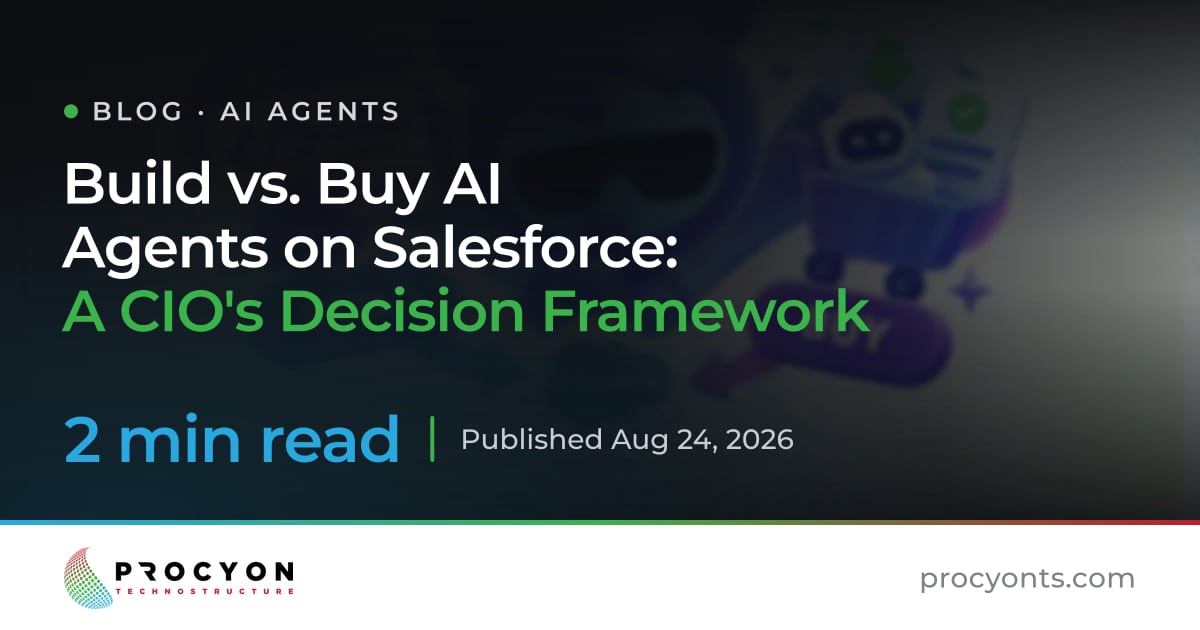 BLOG · AI AGENTS
Build vs. Buy AI
Agents on Salesforce:
A CIO's Decision Framework
BUY
2 min read
Published Aug 24, 2026
PROCYON
TECHNOSTRUCTURE
procyonts.com